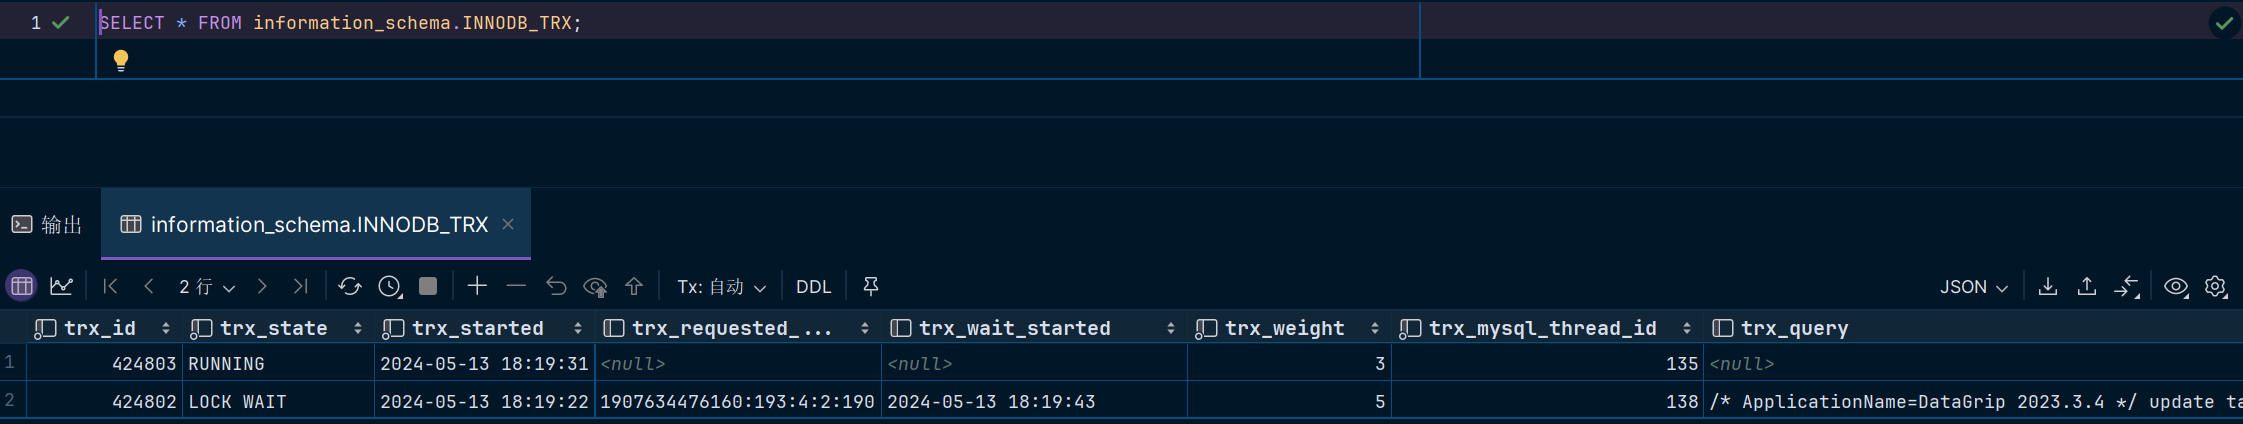 1 SELECT * FROM information_schema.INNODB_TRX;
输出 information_schema.INNODB_TRX
2 行 Tx: 自动 DDL JSON
trx_id trx_state trx_started trx_requested_... trx_wait_started trx_weight trx_mysql_thread_id trx_query
1 424803 RUNNING 2024-05-13 18:19:31 <null> <null> 3 135 <null>
2 424802 LOCK WAIT 2024-05-13 18:19:22 1907634476160:193:4:2:190 2024-05-13 18:19:43 5 138 /* ApplicationName=DataGrip 2023.3.4 */ update ta